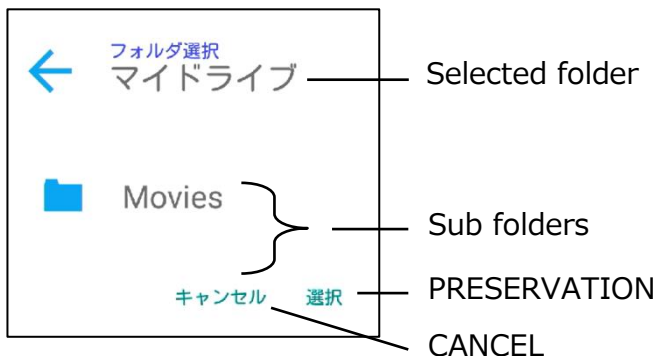 フォルダ選択
マイドライブ
Selected folder
Movies
Sub folders
キャンセル 選択
PRESERVATION
CANCEL